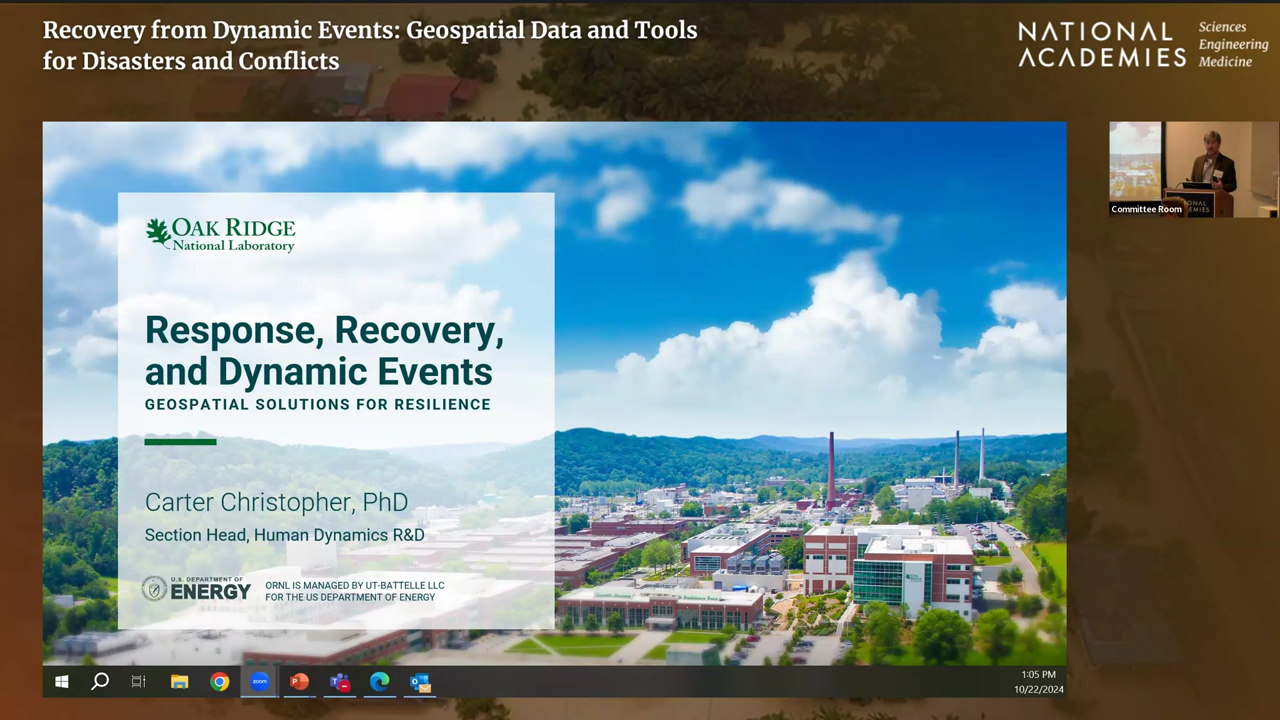 Recovery from Dynamic Events: Geospatial Data and Tools
for Disasters and Conflicts
NATIONAL
ACADEMIES
Sciences
Engineering
Medicine
OAK RIDGE
National Laboratory
Response, Recovery,
and Dynamic Events
GEOSPATIAL SOLUTIONS FOR RESILIENCE
Carter Christopher, PhD
Section Head, Human Dynamics R&D
U.S. DEPARTMENT OF
ENERGY
ORNL IS MANAGED BY UT-BATTELLE LLC
FOR THE US DEPARTMENT OF ENERGY
Committee Room
zoom
1:05 PM
10/22/2024